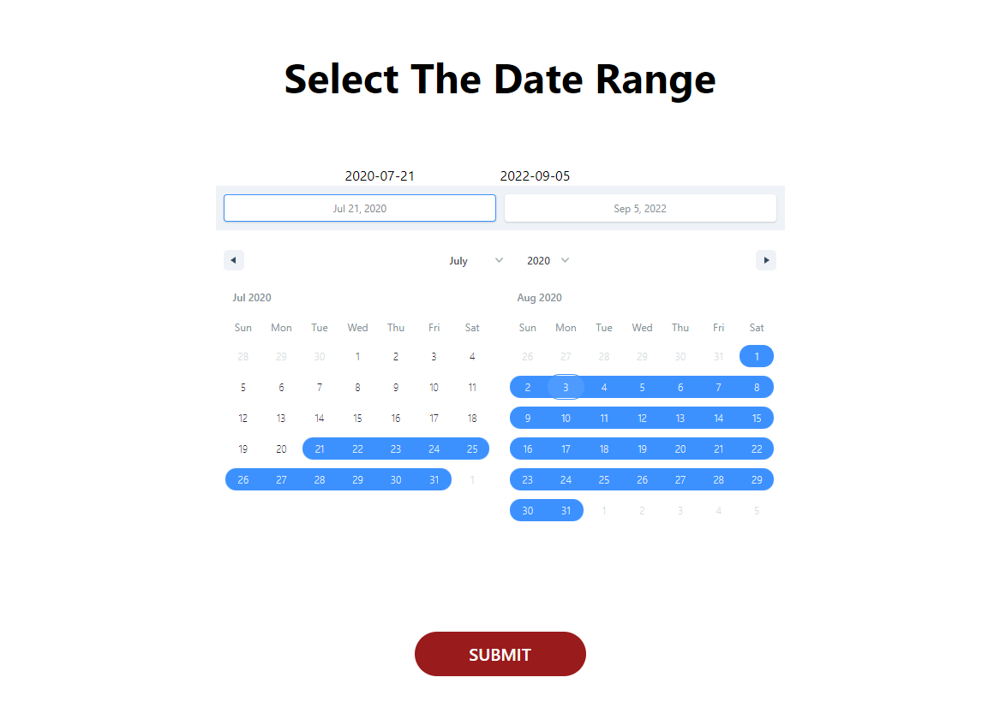 Select The Date Range
2020-07-21 2022-09-05
Jul 21, 2020 Sep 5, 2022
July 2020
Jul 2020 Aug 2020
Sun Mon Tue Wed Thu Fri Sat Sun Mon Tue Wed Thu Fri Sat
28 29 30 1 2 3 4 26 27 28 29 30 31 1
5 6 7 8 9 10 11 2 3 4 5 6 7 8
12 13 14 15 16 17 18 9 10 11 12 13 14 15
19 20 21 22 23 24 25 16 17 18 19 20 21 22
26 27 28 29 30 31 1 23 24 25 26 27 28 29
30 31 1 2 3 4 5
SUBMIT